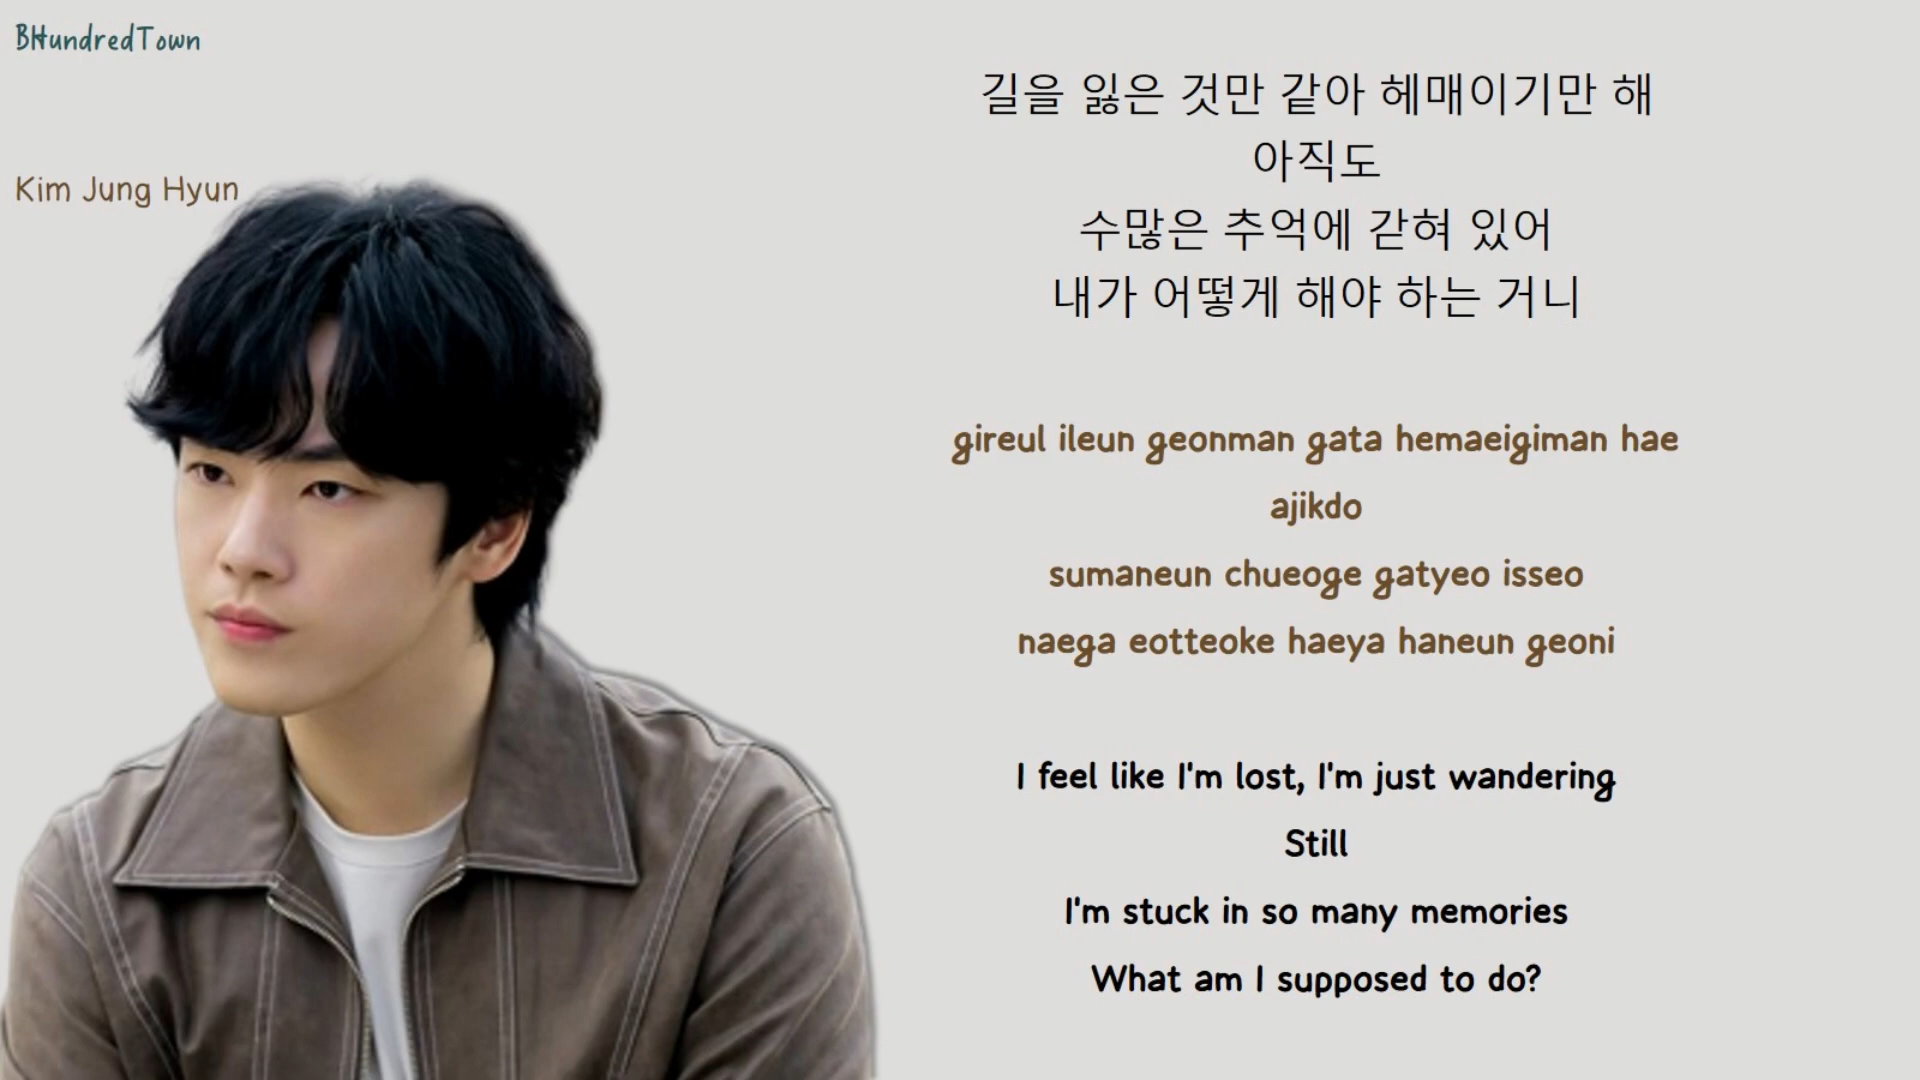 BHundredTown
Kim Jung Hyun
길을 잃은 것만 같아 헤매이기만 해
아직도
수많은 추억에 갇혀 있어
내가 어떻게 해야 하는 거니
gireul ileun geonman gata hemaeigiman hae
ajikdo
sumaneun chueoge gatyeo isseo
naega eotteoke haeya haneun geoni
I feel like I'm lost, I'm just wandering
Still
I'm stuck in so many memories
What am I supposed to do?